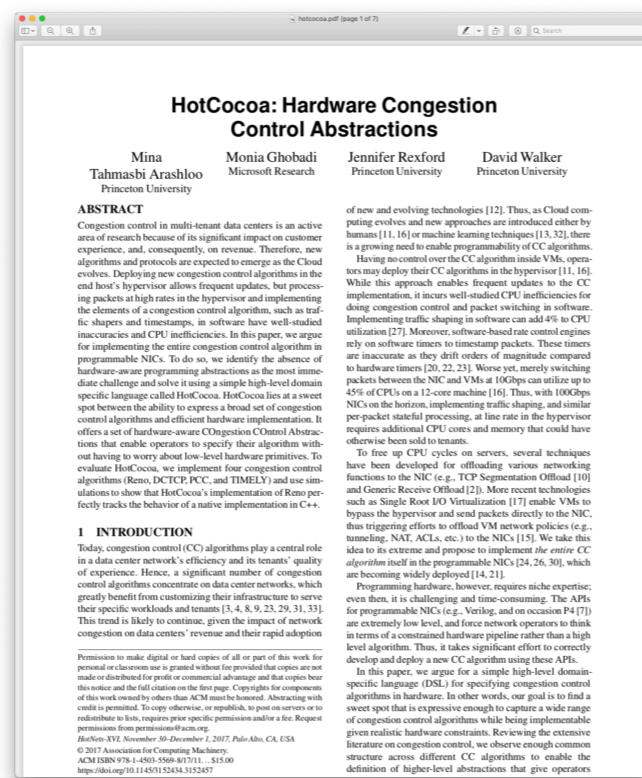 hotcocoa.pdf (page 1 of 7)
Search
HotCocoa: Hardware Congestion
Control Abstractions
Mina
Tahmasbi Arashloo
Princeton University
Monia Ghobadi
Microsoft Research
Jennifer Rexford
Princeton University
David Walker
Princeton University
ABSTRACT
Congestion control in multi-tenant data centers is an active
area of research because of its significant impact on customer
experience, and, consequently, on revenue. Therefore, new
algorithms and protocols are expected to emerge as the Cloud
evolves. Deploying new congestion control algorithms in the
end host's hypervisor allows frequent updates, but process-
ing packets at high rates in the hypervisor and implementing
the elements of a congestion control algorithm, such as traf-
fic shapers and timestamps, in software have well-studied
inaccuracies and CPU inefficiencies. In this paper, we argue
for implementing the entire congestion control algorithm in
programmable NICs. To do so, we identify the absence of
hardware-aware programming abstractions as the most imme-
diate challenge and solve it using a simple high-level domain
specific language called HotCocoa. HotCocoa lies at a sweet
spot between the ability to express a broad set of congestion
control algorithms and efficient hardware implementation. It
offers a set of hardware-aware COngestion COntrol Abstrac-
tions that enable operators to specify their algorithm with-
out having to worry about low-level hardware primitives. To
evaluate HotCocoa, we implement four congestion control
algorithms (Reno, DCTCP, PCC, and TIMELY) and use sim-
ulations to show that HotCocoa's implementation of Reno per-
fectly tracks the behavior of a native implementation in C++.
1 INTRODUCTION
Today, congestion control (CC) algorithms play a central role
in a data center network's efficiency and its tenants' quality
of experience. Hence, a significant number of congestion
control algorithms concentrate on data center networks, which
greatly benefit from customizing their infrastructure to serve
their specific workloads and tenants [3, 4, 8, 9, 23, 29, 31, 33].
This trend is likely to continue, given the impact of network
congestion on data centers' revenue and their rapid adoption
Permission to make digital or hard copies of all or part of this work for
personal or classroom use is granted without fee provided that copies are not
made or distributed for profit or commercial advantage and that copies bear
this notice and the full citation on the first page. Copyrights for components
of this work owned by others than ACM must be honored. Abstracting with
credit is permitted. To copy otherwise, or republish, to post on servers or to
redistribute to lists, requires prior specific permission and/or a fee. Request
permissions from permissions@acm.org.
HotNets-XVI, November 30–December 1, 2017, Palo Alto, CA, USA
© 2017 Association for Computing Machinery.
ACM ISBN 978-1-4503-5569-8/17/11...$15.00
https://doi.org/10.1145/3152434.3152457
of new and evolving technologies [12]. Thus, as Cloud com-
puting evolves and new approaches are introduced either by
humans [11, 16] or machine learning techniques [13, 32], there
is a growing need to enable programmability of CC algorithms.
Having no control over the CC algorithm inside VMs, opera-
tors may deploy their CC algorithms in the hypervisor [11, 16].
While this approach enables frequent updates to the CC
implementation, it incurs well-studied CPU inefficiencies for
doing congestion control and packet switching in software.
Implementing traffic shaping in software can add 4% to CPU
utilization [27]. Moreover, software-based rate control engines
rely on software timers to timestamp packets. These timers
are inaccurate as they drift orders of magnitude compared
to hardware timers [20, 22, 23]. Worse yet, merely switching
packets between the NIC and VMs at 10Gbps can utilize up to
45% of CPUs on a 12-core machine [16]. Thus, with 100Gbps
NICs on the horizon, implementing traffic shaping, and similar
per-packet stateful processing, at line rate in the hypervisor
requires additional CPU cores and memory that could have
otherwise been sold to tenants.
To free up CPU cycles on servers, several techniques
have been developed for offloading various networking
functions to the NIC (e.g., TCP Segmentation Offload [10]
and Generic Receive Offload [2]). More recent technologies
such as Single Root I/O Virtualization [17] enable VMs to
bypass the hypervisor and send packets directly to the NIC,
thus triggering efforts to offload VM network policies (e.g.,
tunneling, NAT, ACLs, etc.) to the NICs [15]. We take this
idea to its extreme and propose to implement the entire CC
algorithm itself in the programmable NICs [24, 26, 30], which
are becoming widely deployed [14, 21].
Programming hardware, however, requires niche expertise;
even then, it is challenging and time-consuming. The APIs
for programmable NICs (e.g., Verilog, and on occasion P4 [7])
are extremely low level, and force network operators to think
in terms of a constrained hardware pipeline rather than a high
level algorithm. Thus, it takes significant effort to correctly
develop and deploy a new CC algorithm using these APIs.
In this paper, we argue for a simple high-level domain-
specific language (DSL) for specifying congestion control
algorithms in hardware. In other words, our goal is to find a
sweet spot that is expressive enough to capture a wide range
of congestion control algorithms while being implementable
given realistic hardware constraints. Reviewing the extensive
literature on congestion control, we observe enough common
structure across different CC algorithms to enable the
definition of higher-level abstractions that give operators